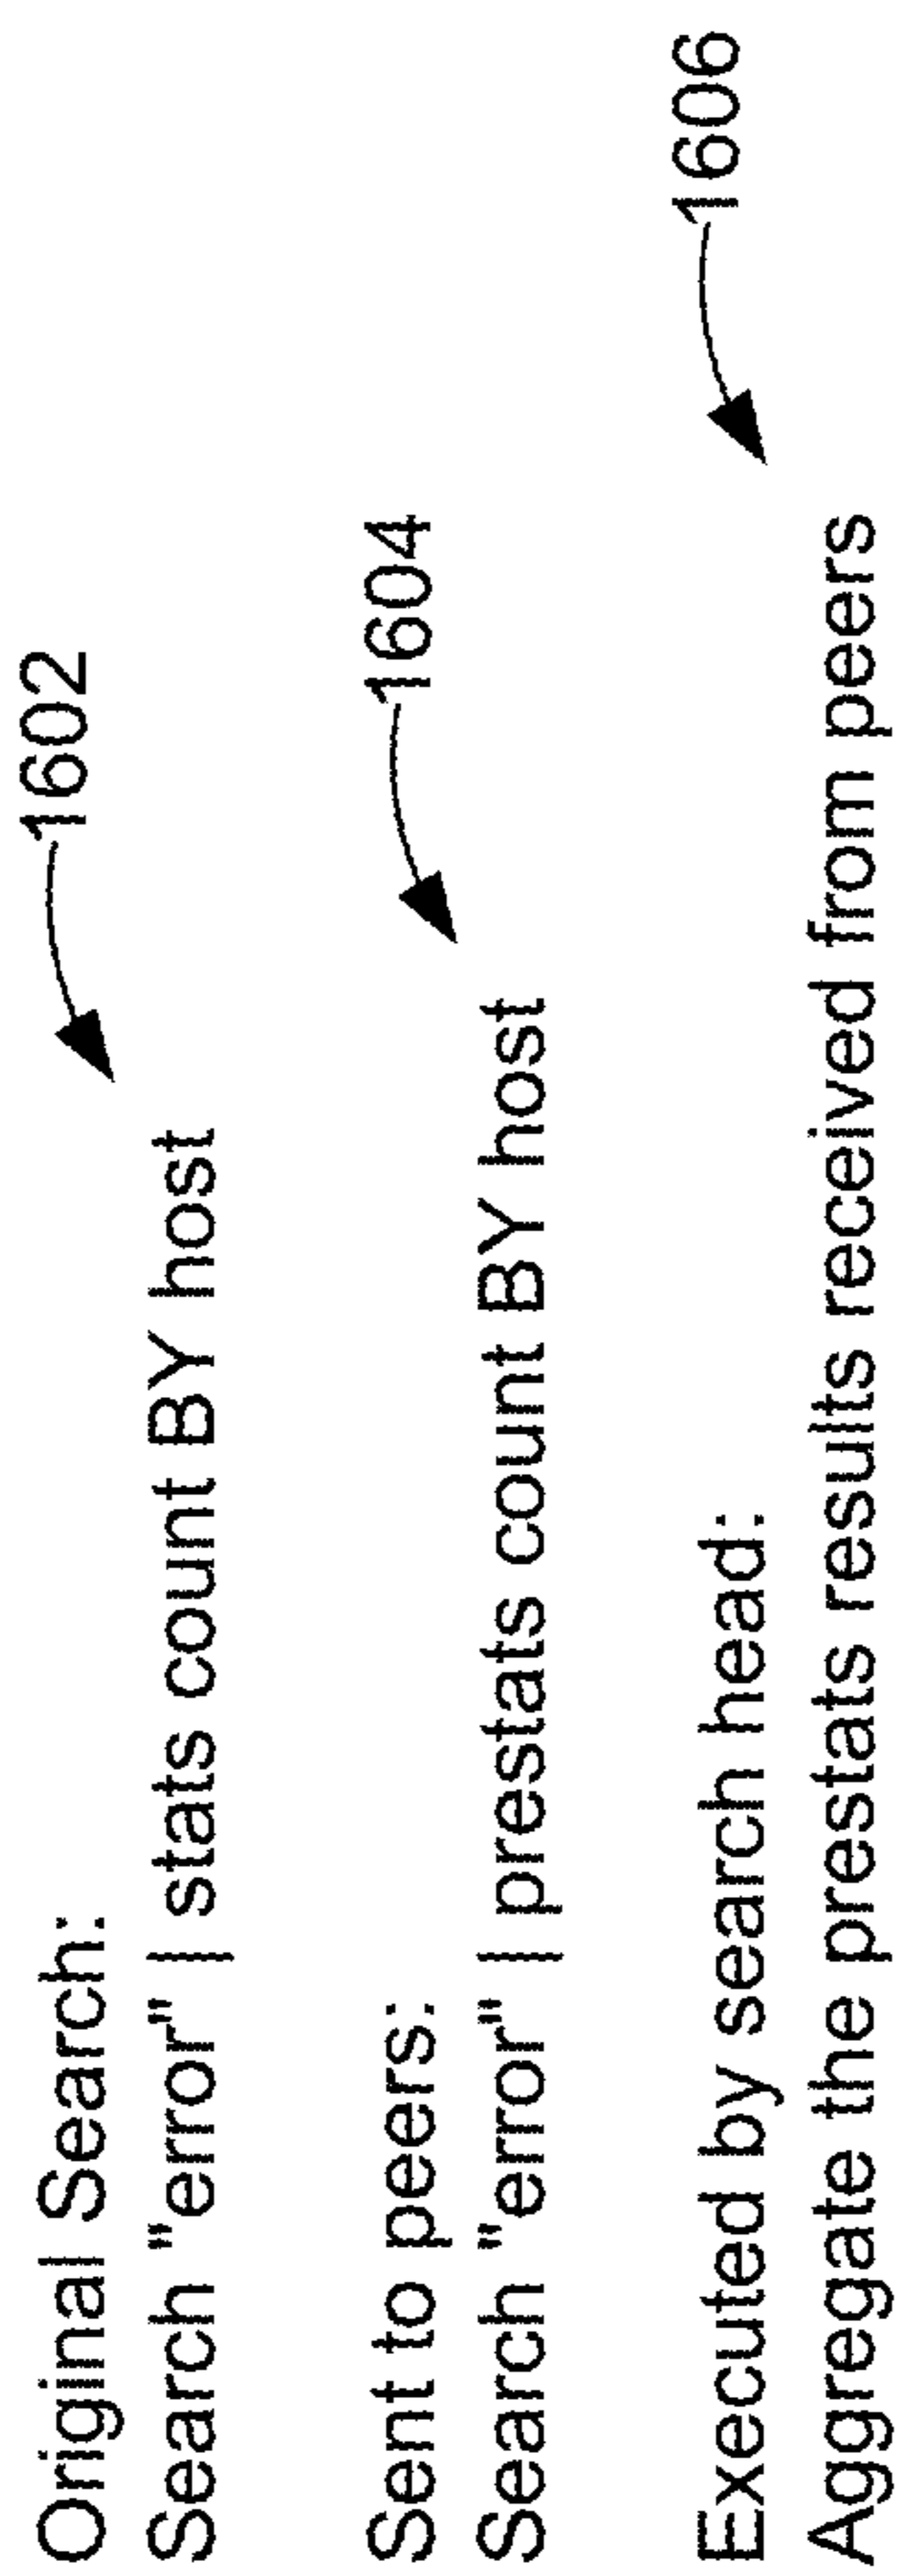 Original Search:
1602
Search "error" | stats count BY host
Sent to peers:
1604
Search "error" | prestats count BY host
Executed by search head:
1606
Aggregate the prestats results received from peers